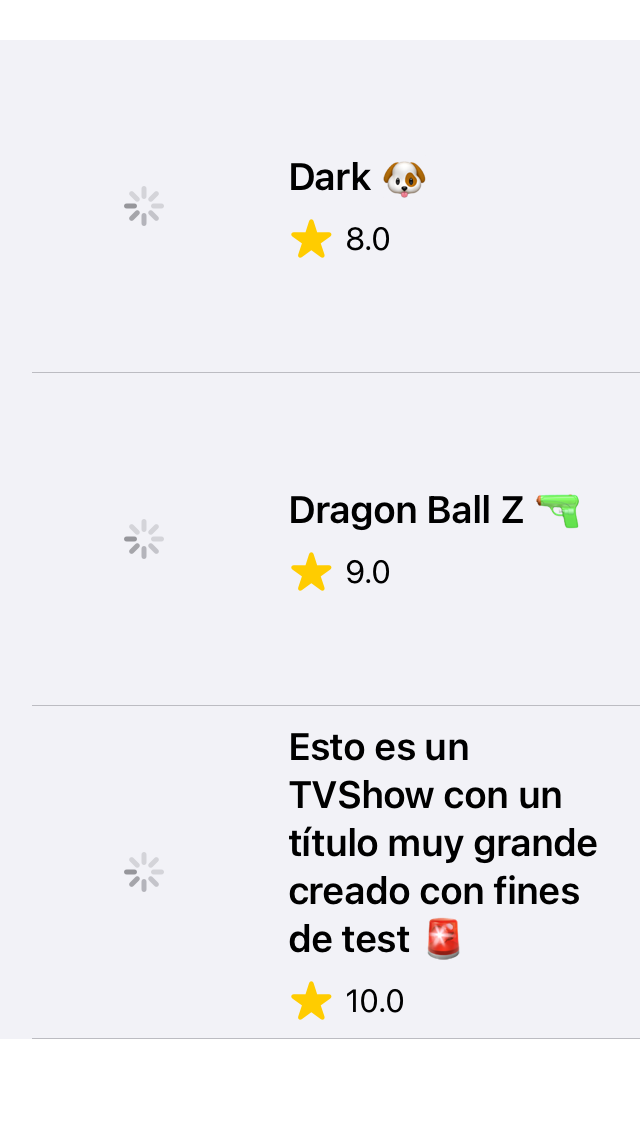 Dark 🐶
⭐ 8.0
Dragon Ball Z 🔫
⭐ 9.0
Esto es un
TVShow con un
título muy grande
creado con fines
de test 🚨
⭐ 10.0